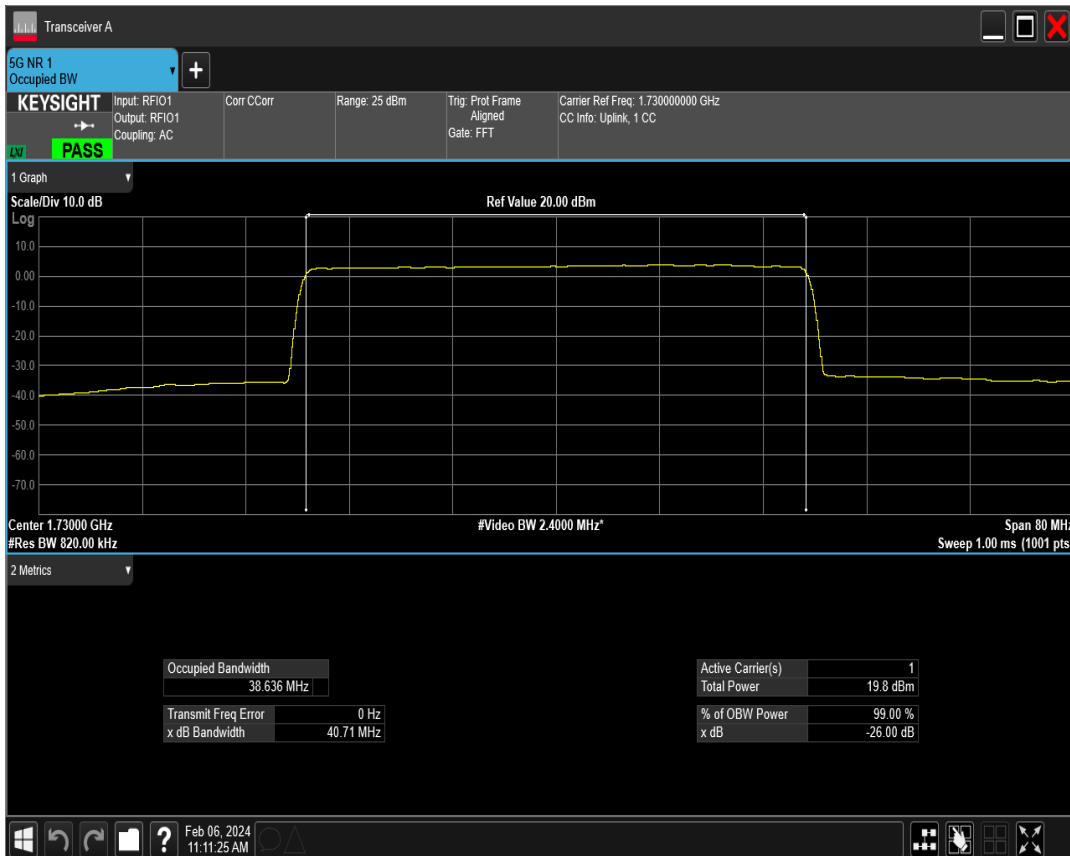 Transceiver A
5G NR 1
Occupied BW
KEYSIGHT
LXI
PASS
Input: RFIO1
Output: RFIO1
Coupling: AC
Corr CCorr
Range: 25 dBm
Trig: Prot Frame
Aligned
Gate: FFT
Carrier Ref Freq: 1.730000000 GHz
CC Info: Uplink, 1 CC
1 Graph
Scale/Div 10.0 dB
Ref Value 20.00 dBm
Log
10.0
0.00
-10.0
-20.0
-30.0
-40.0
-50.0
-60.0
-70.0
Center 1.73000 GHz
#Video BW 2.4000 MHz*
Span 80 MHz
#Res BW 820.00 kHz
Sweep 1.00 ms (1001 pts
2 Metrics
Occupied Bandwidth
38.636 MHz
Transmit Freq Error 0 Hz
x dB Bandwidth 40.71 MHz
Active Carrier(s) 1
Total Power 19.8 dBm
% of OBW Power 99.00 %
x dB -26.00 dB
Feb 06, 2024
11:11:25 AM